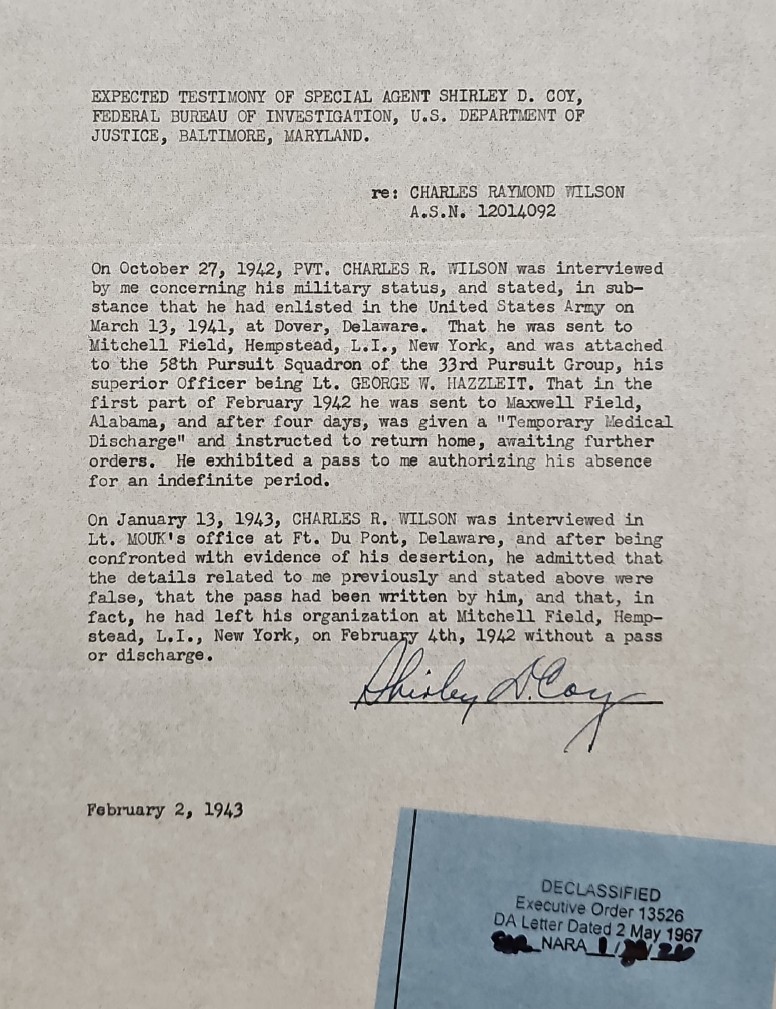 EXPECTED TESTIMONY OF SPECIAL AGENT SHIRLEY D. COY,
FEDERAL BUREAU OF INVESTIGATION, U.S. DEPARTMENT OF
JUSTICE, BALTIMORE, MARYLAND.
re: CHARLES RAYMOND WILSON
A.S.N. 12014092
On October 27, 1942, PVT. CHARLES R. WILSON was interviewed
by me concerning his military status, and stated, in sub-
stance that he had enlisted in the United States Army on
March 13, 1941, at Dover, Delaware. That he was sent to
Mitchell Field, Hempstead, L.I., New York, and was attached
to the 58th Pursuit Squadron of the 33rd Pursuit Group, his
superior Officer being Lt. GEORGE W. HAZZLEIT. That in the
first part of February 1942 he was sent to Maxwell Field,
Alabama, and after four days, was given a "Temporary Medical
Discharge" and instructed to return home, awaiting further
orders. He exhibited a pass to me authorizing his absence
for an indefinite period.
On January 13, 1943, CHARLES R. WILSON was interviewed in
Lt. MOUK's office at Ft. Du Pont, Delaware, and after being
confronted with evidence of his desertion, he admitted that
the details related to me previously and stated above were
false, that the pass had been written by him, and that, in
fact, he had left his organization at Mitchell Field, Hemp-
stead, L.I., New York, on February 4th, 1942 without a pass
or discharge.
Shirley D. Coy
February 2, 1943
DECLASSIFIED
Executive Order 13526
DA Letter Dated 2 May 1967
NARA